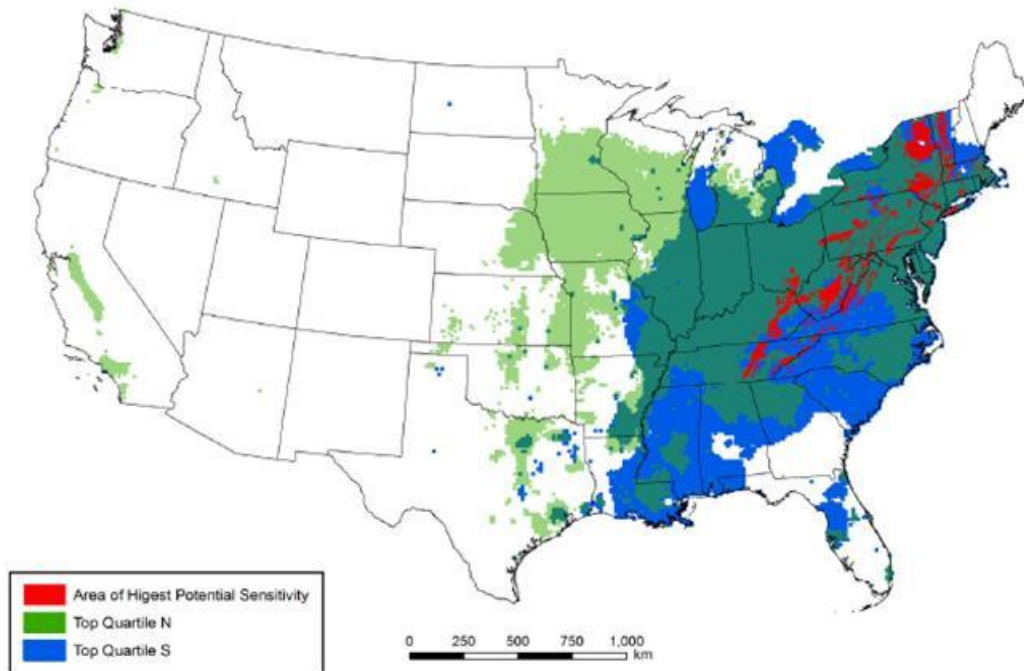 Area of Higest Potential Sensitivity
Top Quartile N
Top Quartile S
0 250 500 750 1,000
km